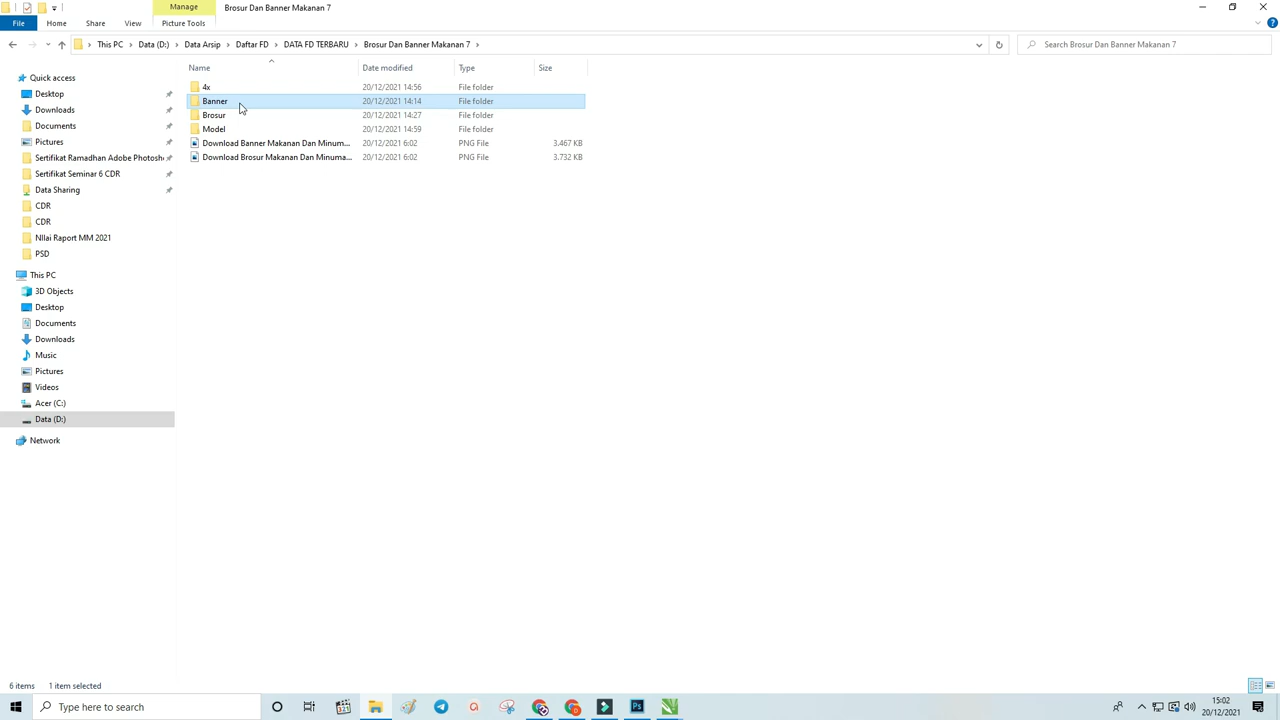 Manage
Brosur Dan Banner Makanan 7
File Home Share View Picture Tools
This PC Data (D:) Data Arsip Daftar FD DATA FD TERBARU Brosur Dan Banner Makanan 7
Search Brosur Dan Banner Makanan 7
Name Date modified Type Size
4x 20/12/2021 14:56 File folder
Banner 20/12/2021 14:14 File folder
Brosur 20/12/2021 14:27 File folder
Model 20/12/2021 14:59 File folder
Download Banner Makanan Dan Minum... 20/12/2021 6:02 PNG File 3.467 KB
Download Brosur Makanan Dan Minuma... 20/12/2021 6:02 PNG File 3.732 KB
Quick access
Desktop
Downloads
Documents
Pictures
Sertifikat Ramadhan Adobe Photosh
Sertifikat Seminar 6 CDR
Data Sharing
CDR
CDR
NIlai Raport MM 2021
PSD
This PC
3D Objects
Desktop
Documents
Downloads
Music
Pictures
Videos
Acer (C:)
Data (D:)
Network
6 items 1 item selected
Type here to search
Ps
15:02
20/12/2021